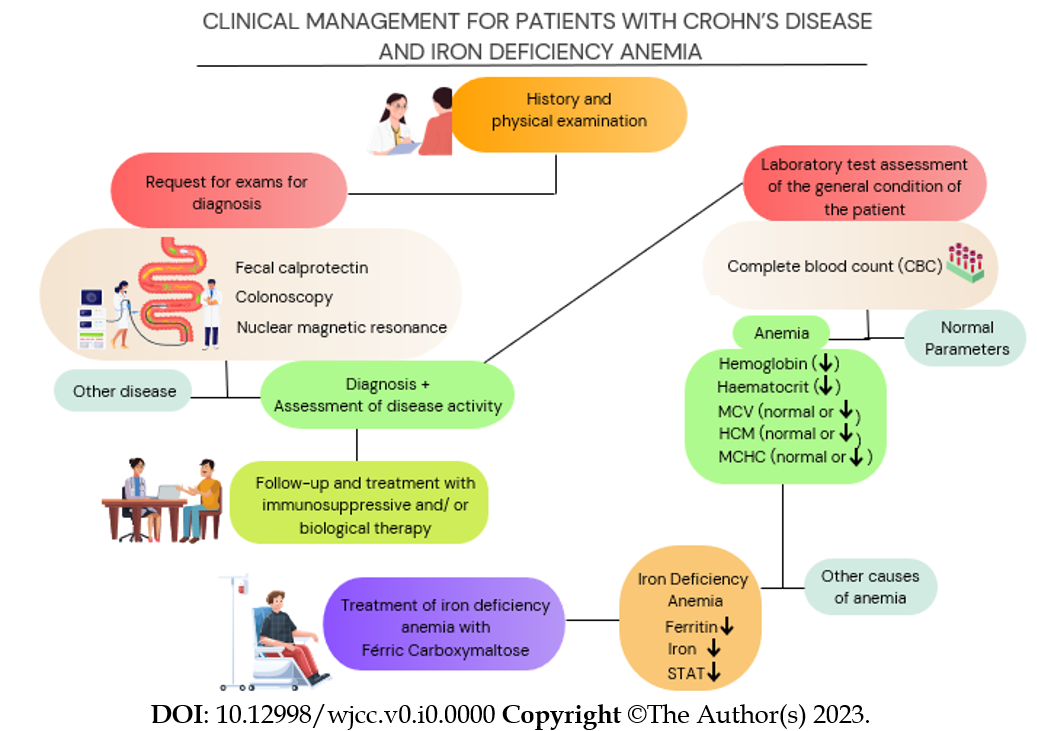 CLINICAL MANAGEMENT FOR PATIENTS WITH CROHN'S DISEASE
AND IRON DEFICIENCY ANEMIA
History and
physical examination
Request for exams for
diagnosis
Fecal calprotectin
Colonoscopy
Nuclear magnetic resonance
Other disease
Diagnosis +
Assessment of disease activity
Follow-up and treatment with
immunosuppressive and/ or
biological therapy
Laboratory test assessment
of the general condition of
the patient
Complete blood count (CBC)
Anemia
Normal
Parameters
Hemoglobin (↓)
Haematocrit (↓)
MCV (normal or ↓)
HCM (normal or ↓)
MCHC (normal or ↓)
Other causes
of anemia
Iron Deficiency
Anemia
Ferritin ↓
Iron ↓
STAT ↓
Treatment of iron deficiency
anemia with
Férric Carboxymaltose
DOI: 10.12998/wjcc.v0.i0.0000 Copyright ©The Author(s) 2023.